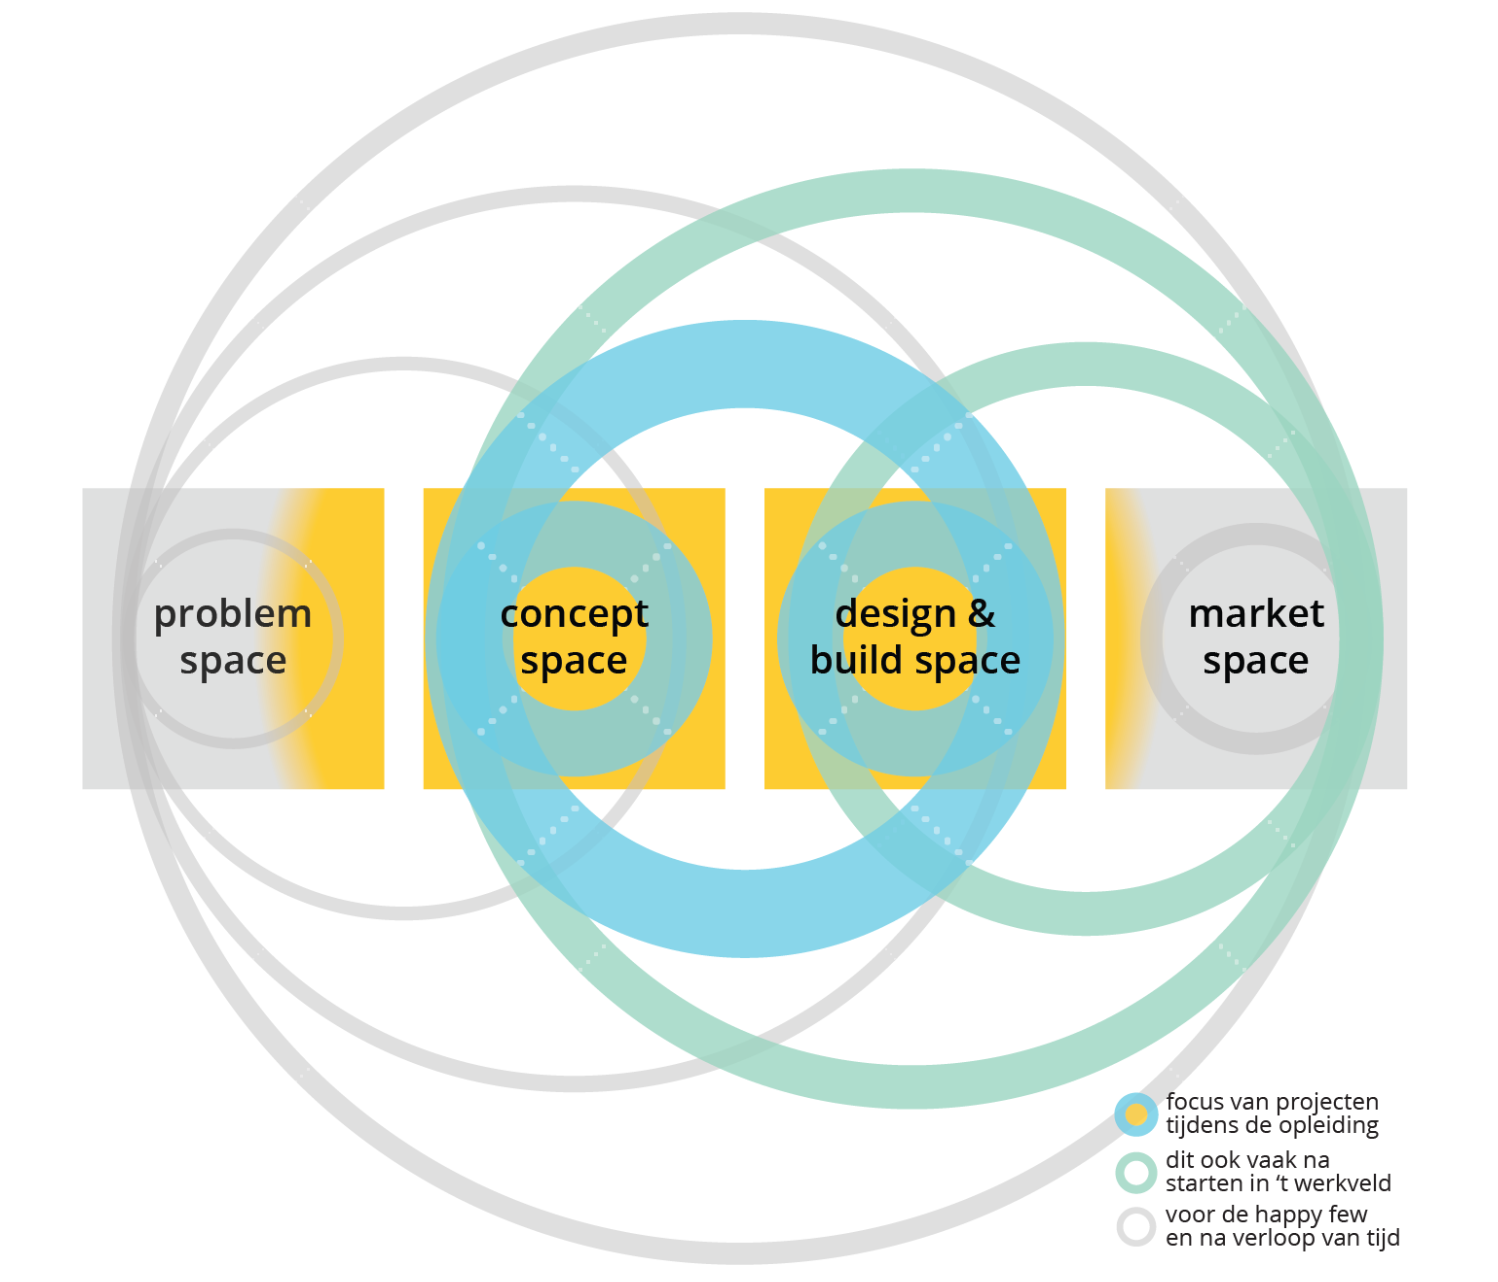 problem
space
concept
space
design &
build space
market
space
focus van projecten
tijdens de opleiding
dit ook vaak na
starten in ‘t werkveld
voor de happy few
en na verloop van tijd